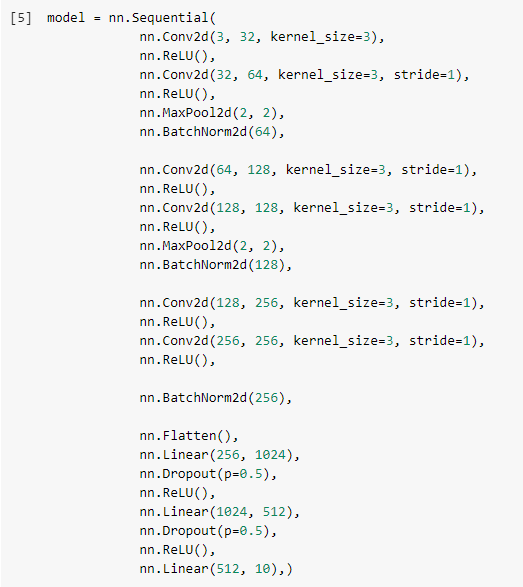 [5] model = nn.Sequential(
nn.Conv2d(3, 32, kernel_size=3),
nn.ReLU(),
nn.Conv2d(32, 64, kernel_size=3, stride=1),
nn.ReLU(),
nn.MaxPool2d(2, 2),
nn.BatchNorm2d(64),
nn.Conv2d(64, 128, kernel_size=3, stride=1),
nn.ReLU(),
nn.Conv2d(128, 128, kernel_size=3, stride=1),
nn.ReLU(),
nn.MaxPool2d(2, 2),
nn.BatchNorm2d(128),
nn.Conv2d(128, 256, kernel_size=3, stride=1),
nn.ReLU(),
nn.Conv2d(256, 256, kernel_size=3, stride=1),
nn.ReLU(),
nn.BatchNorm2d(256),
nn.Flatten(),
nn.Linear(256, 1024),
nn.Dropout(p=0.5),
nn.ReLU(),
nn.Linear(1024, 512),
nn.Dropout(p=0.5),
nn.ReLU(),
nn.Linear(512, 10),)